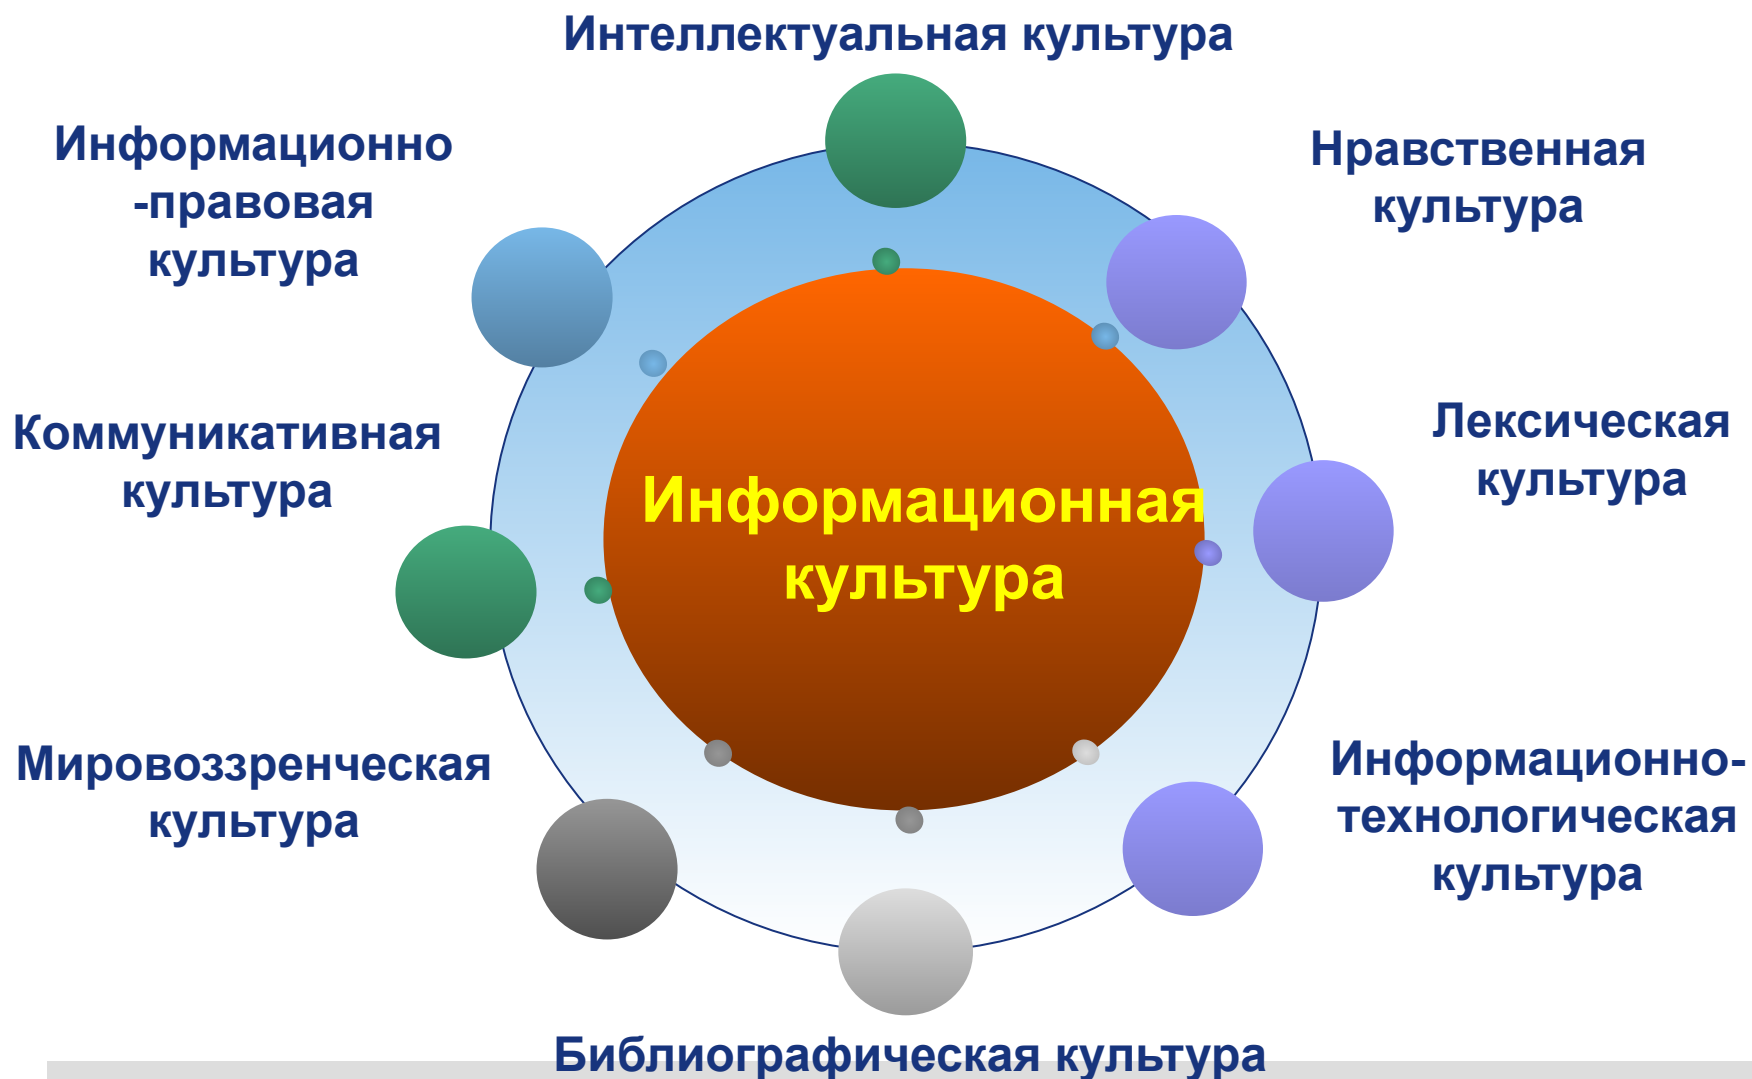 Интеллектуальная культура
Информационно
-правовая
культура
Нравственная
культура
Коммуникативная
культура
Лексическая
культура
Информационная
культура
Мировоззренческая
культура
Информационно-
технологическая
культура
Библиографическая культура